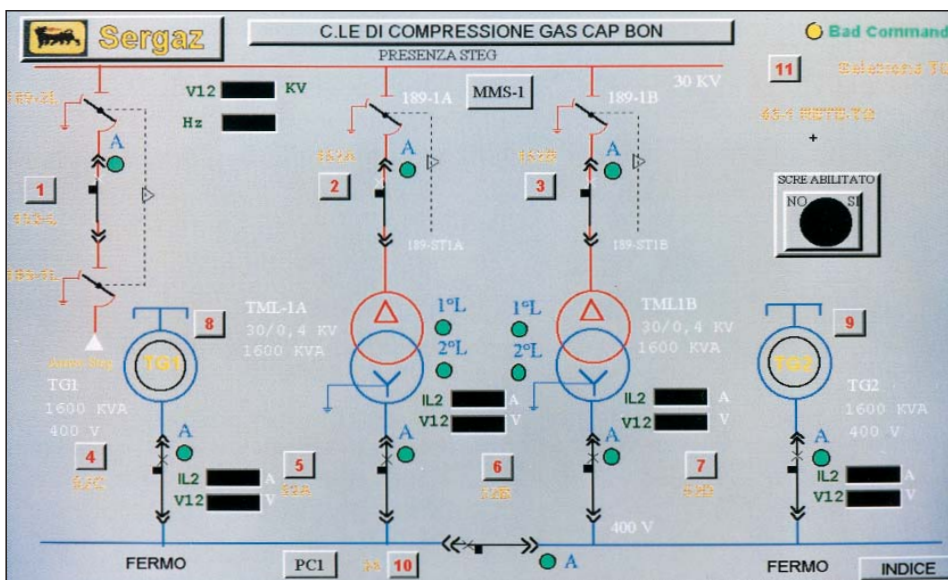 Sergaz
C.LE DI COMPRESSIONE GAS CAP BON
Bad Command
PRESENZA STEG
30 KV
11
V12 KV
Hz
189-1A
MMS-1
189-1B
A
A
A
1
2
3
SCRE ABILITATO
NO SI
189-ST1A
189-ST1B
8
TML-1A
30/0,4 KV
1600 KVA
1°L
2°L
1°L
2°L
TML1B
30/0,4 KV
1600 KVA
9
TG1
TG2
TG1
1600 KVA
400 V
IL2 A
V12 V
IL2 A
V12 V
TG2
1600 KVA
400 V
A
A
A
A
4
5
6
7
IL2 A
V12 V
IL2 A
V12 V
400 V
FERMO
PC1
10
A
FERMO
INDICE